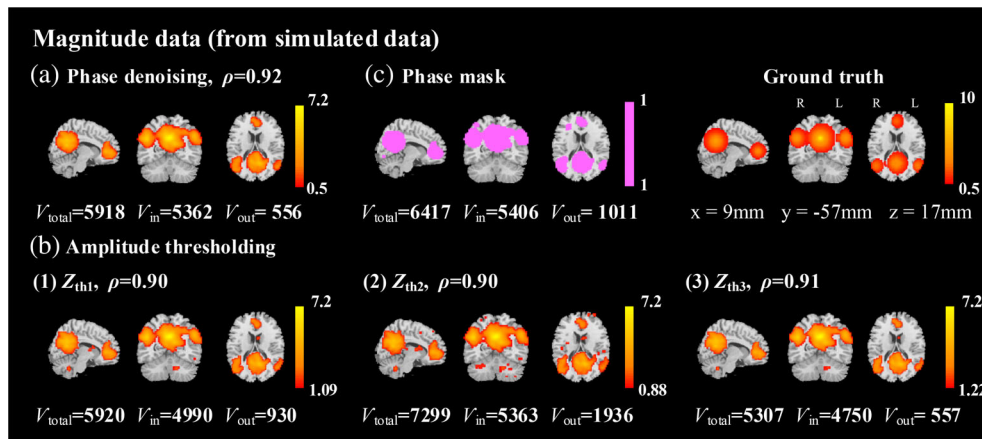 Magnitude data (from simulated data)
(a) Phase denoising, ρ=0.92
(c) Phase mask
Ground truth
R L R L
7.2
0.5
1
1
10
0.5
Vtotal=5918 Vin=5362 Vout= 556
Vtotal=6417 Vin=5406 Vout= 1011
x = 9mm y = -57mm z = 17mm
(b) Amplitude thresholding
(1) Zth1, ρ=0.90
(2) Zth2, ρ=0.90
(3) Zth3, ρ=0.91
7.2
1.09
7.2
0.88
7.2
1.22
Vtotal=5920 Vin=4990 Vout= 930
Vtotal=7299 Vin=5363 Vout=1936
Vtotal=5307 Vin=4750 Vout= 557